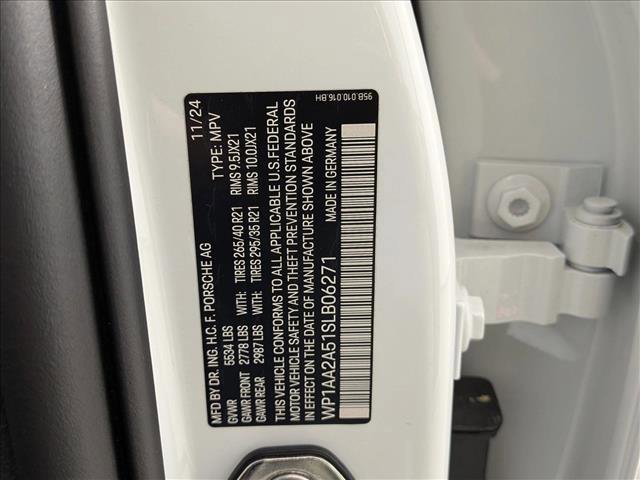 MFD BY DR. ING. H.C. F. PORSCHE AG 11/24
GVWR 5534 LBS TYPE: MPV
GAWR FRONT 2778 LBS WITH: TIRES 265/40 R21 RIMS 9.5JX21
GAWR REAR 2987 LBS WITH: TIRES 295/35 R21 RIMS 10.0JX21
THIS VEHICLE CONFORMS TO ALL APPLICABLE U.S.FEDERAL
MOTOR VEHICLE SAFETY AND THEFT PREVENTION STANDARDS
IN EFFECT ON THE DATE OF MANUFACTURE SHOWN ABOVE
WP1AA2A51SLB06271 MADE IN GERMANY
95B.010.016.BH